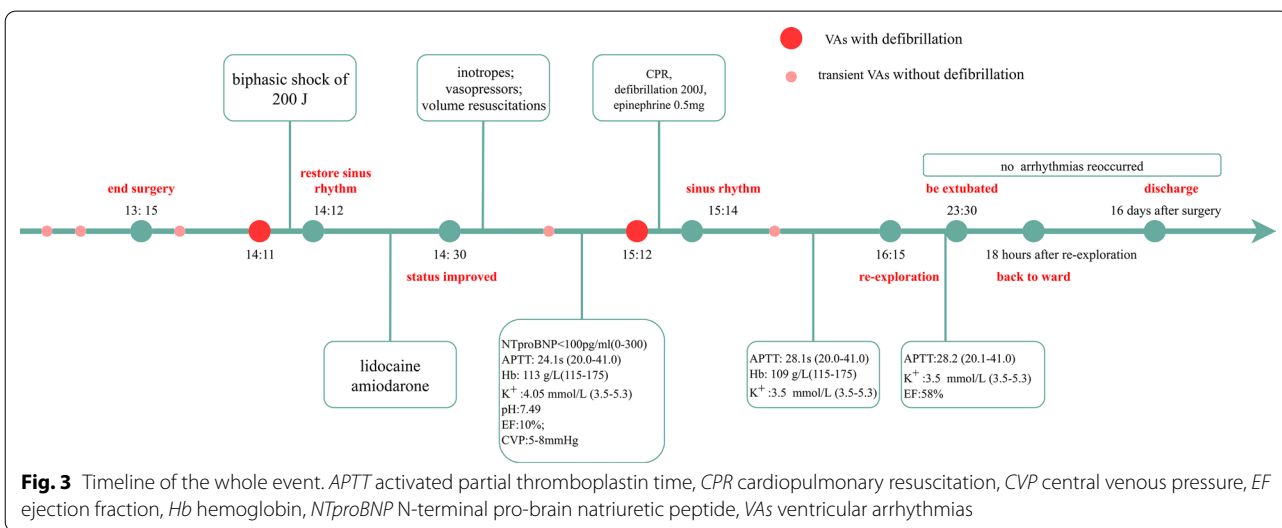 VAs with defibrillation
transient VAs without defibrillation
biphasic shock of
200 J
inotropes;
vasopressors;
volume resuscitations
CPR,
defibrillation 200J,
epinephrine 0.5mg
no arrhythmias reoccurred
end surgery
13: 15
restore sinus
rhythm
14:12
sinus rhythm
15:14
be extubated
23:30
discharge
16 days after surgery
14:11
14: 30
status improved
15:12
16:15
re-exploration
18 hours after re-exploration
back to ward
lidocaine
amiodarone
NTproBNP<100pg/ml(0-300)
APTT: 24.1s (20.0-41.0)
Hb: 113 g/L(115-175)
K+ :4.05 mmol/L (3.5-5.3)
pH:7.49
EF:10%;
CVP:5-8mmHg
APTT: 28.1s (20.0-41.0)
Hb: 109 g/L(115-175)
K+ :3.5 mmol/L (3.5-5.3)
APTT:28.2 (20.1-41.0)
K+ :3.5 mmol/L (3.5-5.3)
EF:58%
Fig. 3 Timeline of the whole event. APTT activated partial thromboplastin time, CPR cardiopulmonary resuscitation, CVP central venous pressure, EF
ejection fraction, Hb hemoglobin, NTproBNP N-terminal pro-brain natriuretic peptide, VAs ventricular arrhythmias